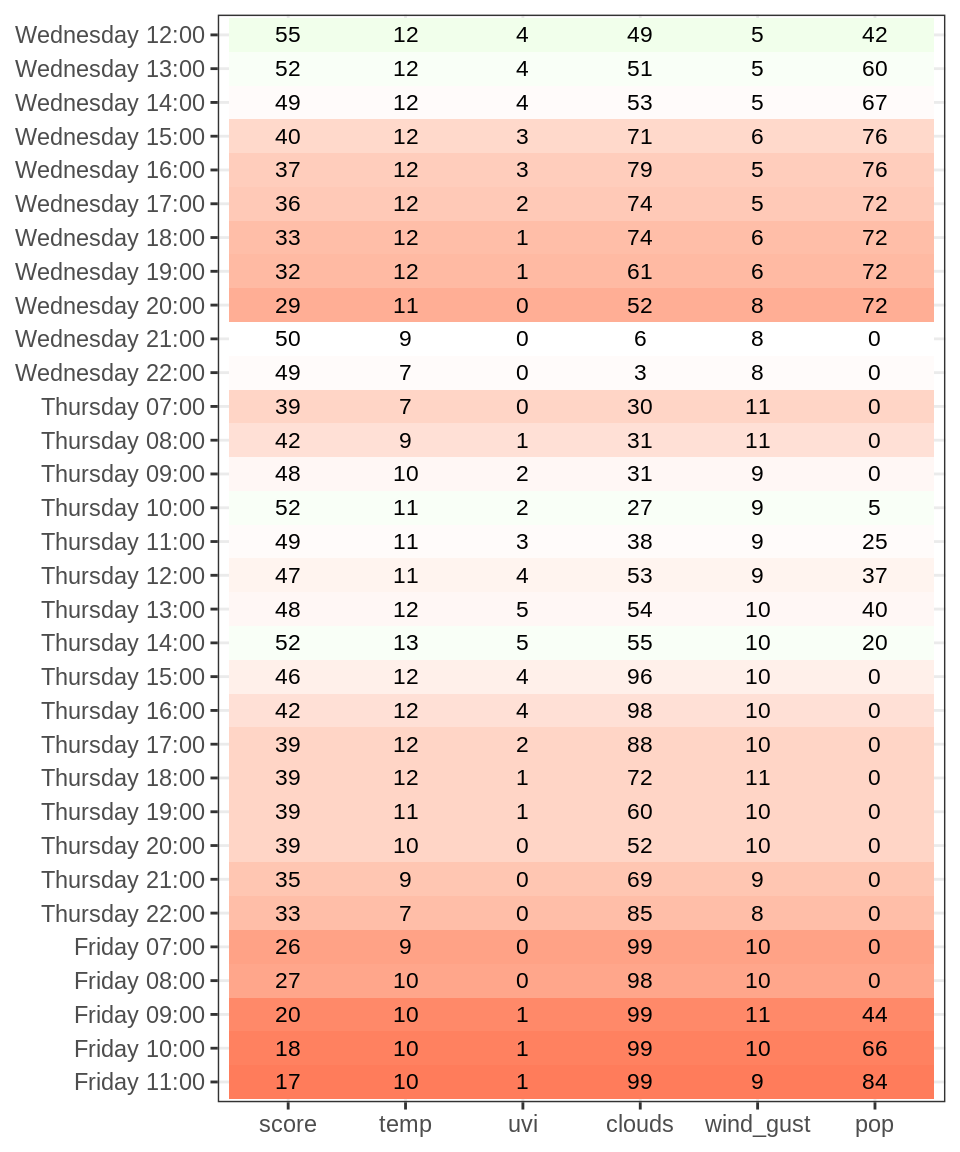 Wednesday 12:00 55 12 4 49 5 42
Wednesday 13:00 52 12 4 51 5 60
Wednesday 14:00 49 12 4 53 5 67
Wednesday 15:00 40 12 3 71 6 76
Wednesday 16:00 37 12 3 79 5 76
Wednesday 17:00 36 12 2 74 5 72
Wednesday 18:00 33 12 1 74 6 72
Wednesday 19:00 32 12 1 61 6 72
Wednesday 20:00 29 11 0 52 8 72
Wednesday 21:00 50 9 0 6 8 0
Wednesday 22:00 49 7 0 3 8 0
Thursday 07:00 39 7 0 30 11 0
Thursday 08:00 42 9 1 31 11 0
Thursday 09:00 48 10 2 31 9 0
Thursday 10:00 52 11 2 27 9 5
Thursday 11:00 49 11 3 38 9 25
Thursday 12:00 47 11 4 53 9 37
Thursday 13:00 48 12 5 54 10 40
Thursday 14:00 52 13 5 55 10 20
Thursday 15:00 46 12 4 96 10 0
Thursday 16:00 42 12 4 98 10 0
Thursday 17:00 39 12 2 88 10 0
Thursday 18:00 39 12 1 72 11 0
Thursday 19:00 39 11 1 60 10 0
Thursday 20:00 39 10 0 52 10 0
Thursday 21:00 35 9 0 69 9 0
Thursday 22:00 33 7 0 85 8 0
Friday 07:00 26 9 0 99 10 0
Friday 08:00 27 10 0 98 10 0
Friday 09:00 20 10 1 99 11 44
Friday 10:00 18 10 1 99 10 66
Friday 11:00 17 10 1 99 9 84
score temp uvi clouds wind_gust pop